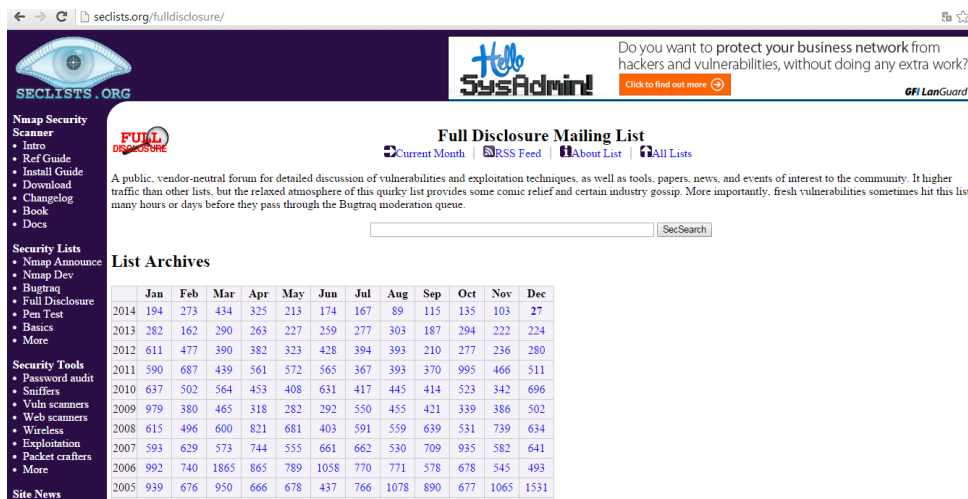 seclists.org/fulldisclosure/
SECLISTS.ORG
Hello
SysAdmin!
Do you want to protect your business network from
hackers and vulnerabilities, without doing any extra work?
Click to find out more
GFI LanGuard
Nmap Security
Scanner
• Intro
• Ref Guide
• Install Guide
• Download
• Changelog
• Book
• Docs
Security Lists
• Nmap Announce
• Nmap Dev
• Bugtraq
• Full Disclosure
• Pen Test
• Basics
• More
Security Tools
• Password audit
• Sniffers
• Vuln scanners
• Web scanners
• Wireless
• Exploitation
• Packet crafters
• More
Site News
FULL
DISCLOSURE
Full Disclosure Mailing List
Current Month | RSS Feed | About List | All Lists
A public, vendor-neutral forum for detailed discussion of vulnerabilities and exploitation techniques, as well as tools, papers, news, and events of interest to the community. It higher
traffic than other lists, but the relaxed atmosphere of this quirky list provides some comic relief and certain industry gossip. More importantly, fresh vulnerabilities sometimes hit this list
many hours or days before they pass through the Bugtraq moderation queue.
SecSearch
List Archives
Jan Feb Mar Apr May Jun Jul Aug Sep Oct Nov Dec
2014 194 273 434 325 213 174 167 89 115 135 103 27
2013 282 162 290 263 227 259 277 303 187 294 222 224
2012 611 477 390 382 323 428 394 393 210 277 236 280
2011 590 687 439 561 572 565 367 393 370 995 466 511
2010 637 502 564 453 408 631 417 445 414 523 342 696
2009 979 380 465 318 282 292 550 455 421 339 386 502
2008 615 496 600 821 681 403 591 559 639 531 739 634
2007 593 629 573 744 555 661 662 530 709 935 582 641
2006 992 740 1865 865 789 1058 770 771 578 678 545 493
2005 939 676 950 666 678 437 766 1078 890 677 1065 1531